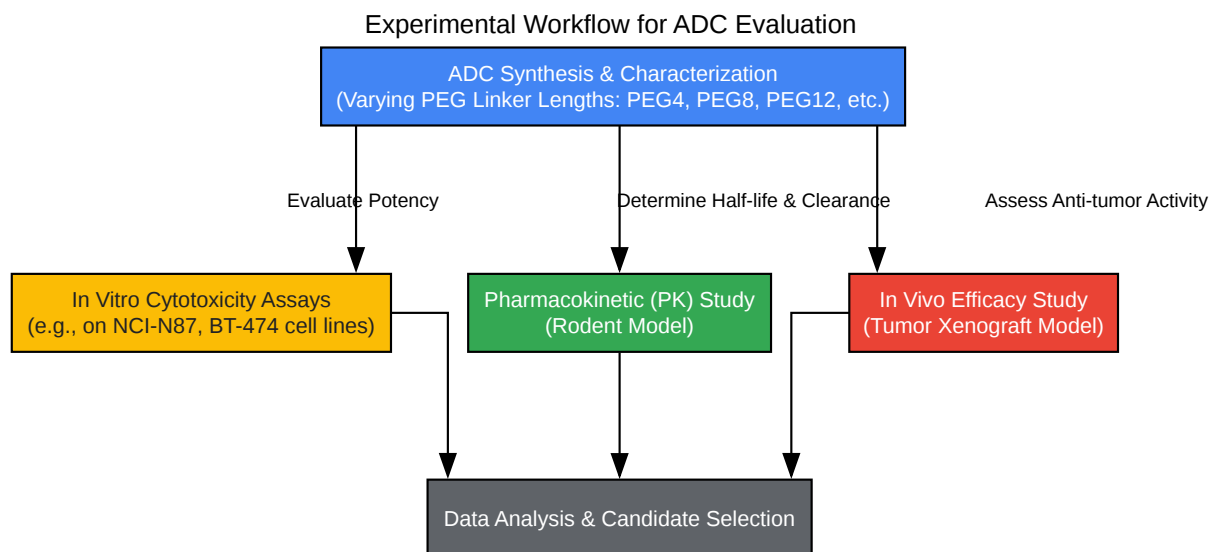 Experimental Workflow for ADC Evaluation
ADC Synthesis & Characterization
(Varying PEG Linker Lengths: PEG4, PEG8, PEG12, etc.)
Evaluate Potency
Determine Half-life & Clearance
Assess Anti-tumor Activity
In Vitro Cytotoxicity Assays
(e.g., on NCI-N87, BT-474 cell lines)
Pharmacokinetic (PK) Study
(Rodent Model)
In Vivo Efficacy Study
(Tumor Xenograft Model)
Data Analysis & Candidate Selection